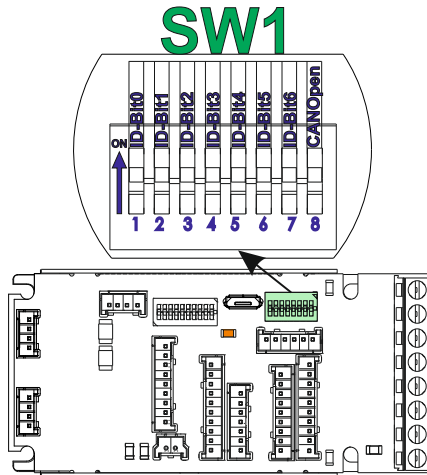 SW1
ID-Bit0
ID-Bit1
ID-Bit2
ID-Bit3
ID-Bit4
ID-Bit5
ID-Bit6
CANOpen
ON
1 2 3 4 5 6 7 8